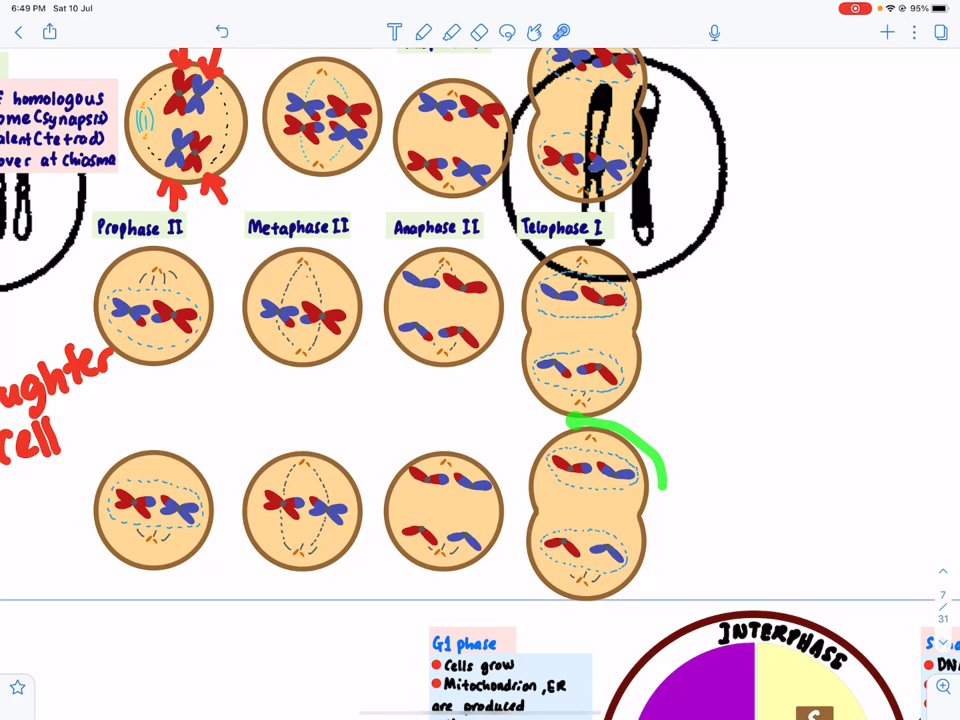 6:49 PM Sat 10 Jul
95%
f homologous
ome (synapsis)
alent (tetrad)
over at chiasma
Prophase II
Metaphase II
Anaphase II
Telophase I
ughter
cell
7
/
31
G1 phase
Cells grow
Mitochondrion, ER
are produced
INTERPHASE
S
DN